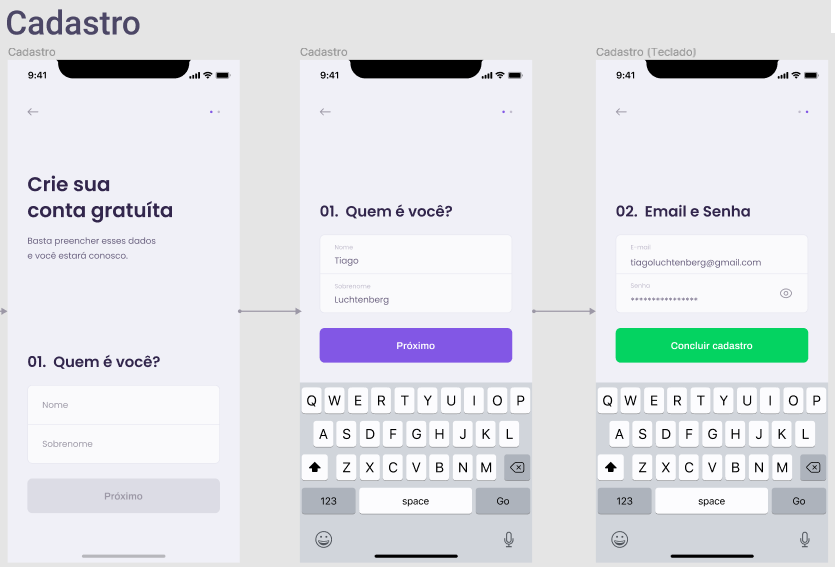 Cadastro
Cadastro
9:41
Crie sua
conta gratuíta
Basta preencher esses dados
e você estará conosco.
01. Quem é você?
Nome
Sobrenome
Próximo
Cadastro
9:41
01. Quem é você?
Nome
Tiago
Sobrenome
Luchtenberg
Próximo
Q W E R T Y U I O P
A S D F G H J K L
Z X C V B N M
123 space Go
Cadastro (Teclado)
9:41
02. Email e Senha
E-mail
tiagoluchtenberg@gmail.com
Senha
****************
Concluir cadastro
Q W E R T Y U I O P
A S D F G H J K L
Z X C V B N M
123 space Go